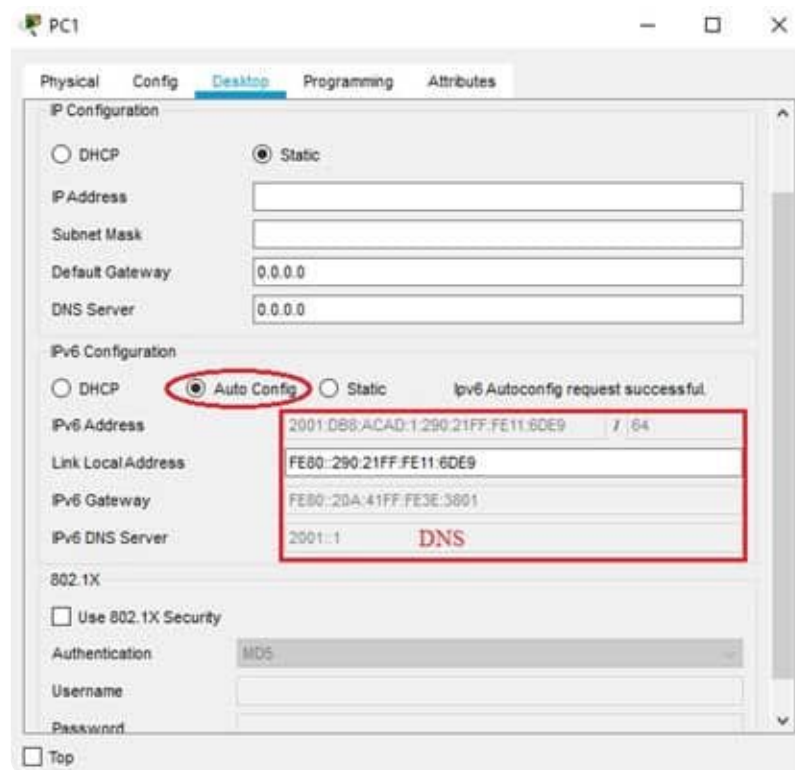 PC1
Physical Config Desktop Programming Attributes
IP Configuration
DHCP Static
IP Address
Subnet Mask
Default Gateway 0.0.0.0
DNS Server 0.0.0.0
IPv6 Configuration
DHCP Auto Config Static Ipv6 Autoconfig request successful.
IPv6 Address 2001:DB8:ACAD:1:290:21FF:FE11:6DE9 / 64
Link Local Address FE80::290:21FF:FE11:6DE9
IPv6 Gateway FE80::20A:41FF:FE3E:3801
IPv6 DNS Server 2001::1 DNS
802.1X
Use 802.1X Security
Authentication MD5
Username
Password
Top